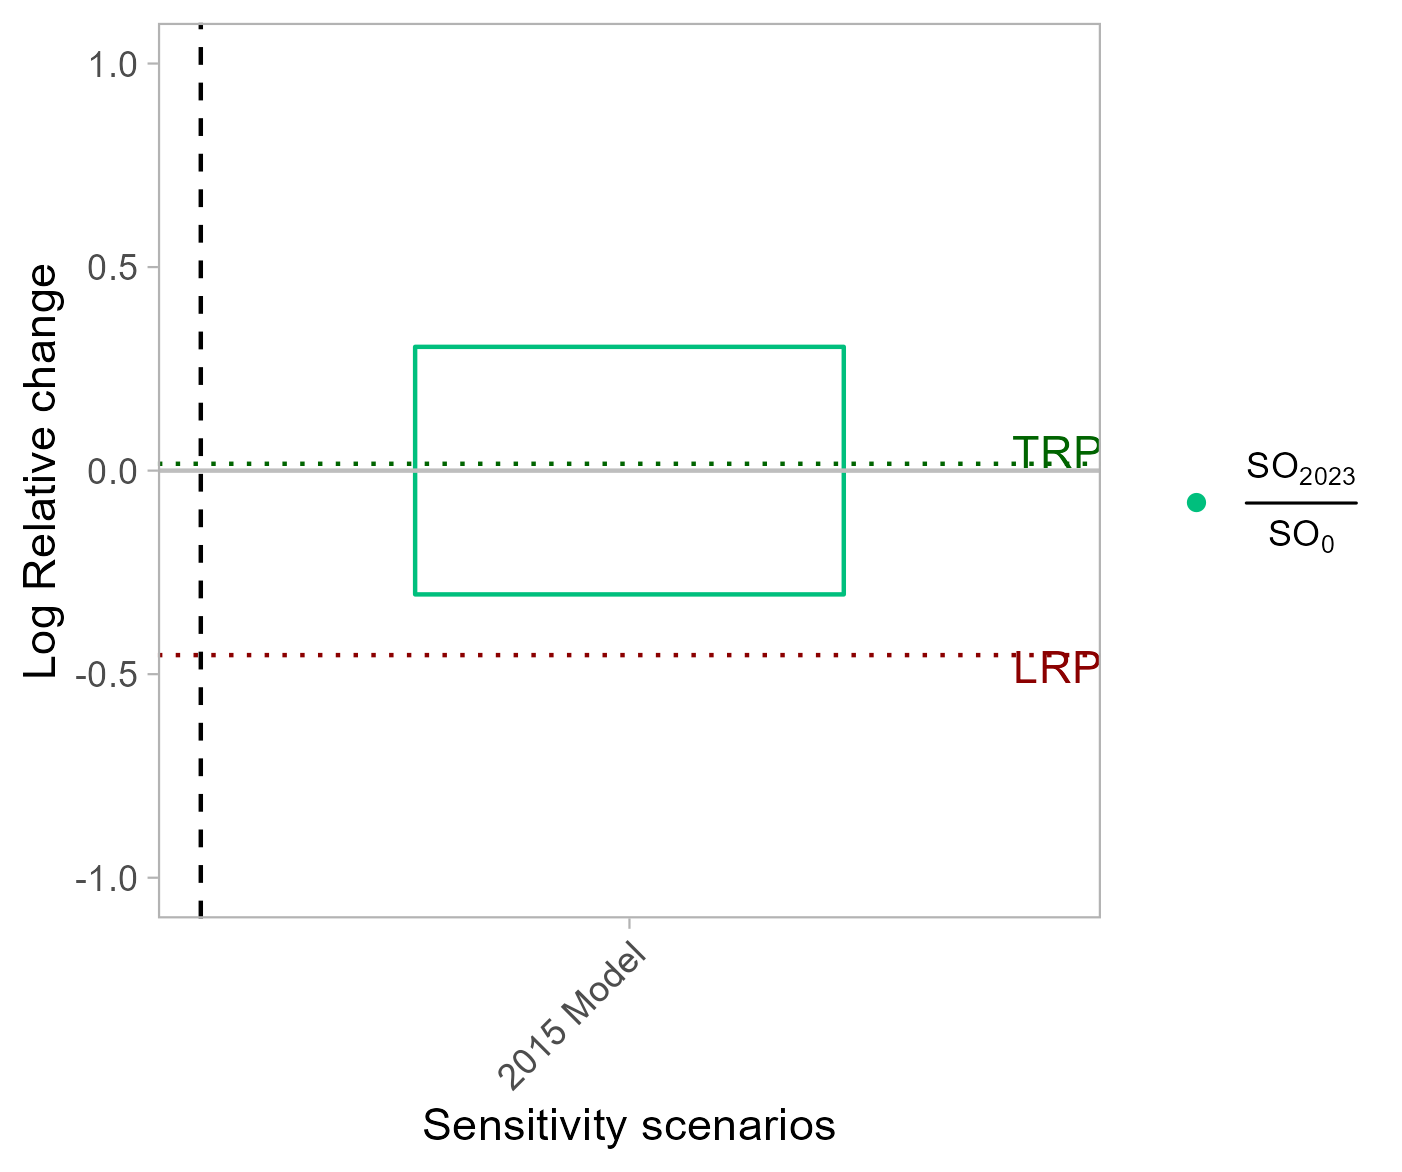 Log Relative change
1.0
0.5
0.0
-0.5
-1.0
TRP
LRP
2015 Model
Sensitivity scenarios
SO2023
SO0